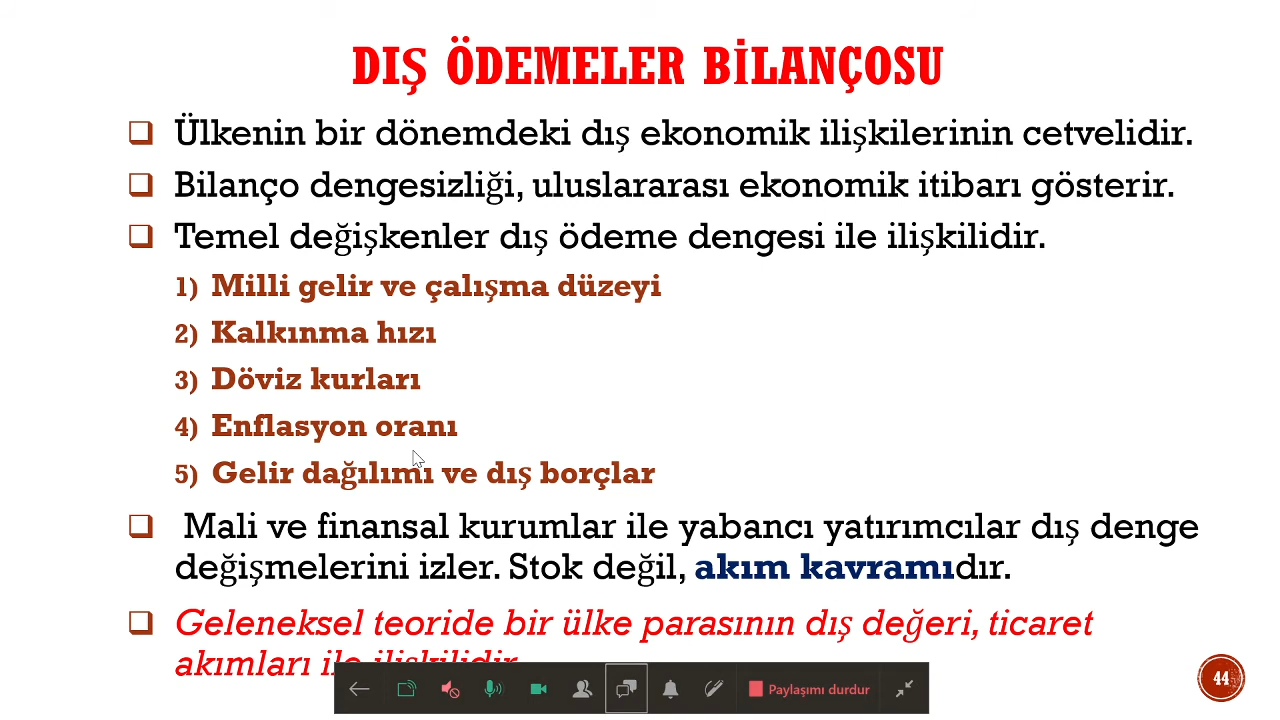 DIŞ ÖDEMELER BİLANÇOSU
Ülkenin bir dönemdeki dış ekonomik ilişkilerinin cetvelidir.
Bilanço dengesizliği, uluslararası ekonomik itibarı gösterir.
Temel değişkenler dış ödeme dengesi ile ilişkilidir.
1) Milli gelir ve çalışma düzeyi
2) Kalkınma hızı
3) Döviz kurları
4) Enflasyon oranı
5) Gelir dağılımı ve dış borçlar
Mali ve finansal kurumlar ile yabancı yatırımcılar dış denge
değişmelerini izler. Stok değil, akım kavramıdır.
Geleneksel teoride bir ülke parasının dış değeri, ticaret
akımları ile ilişkilidir
Paylaşımı durdur
44